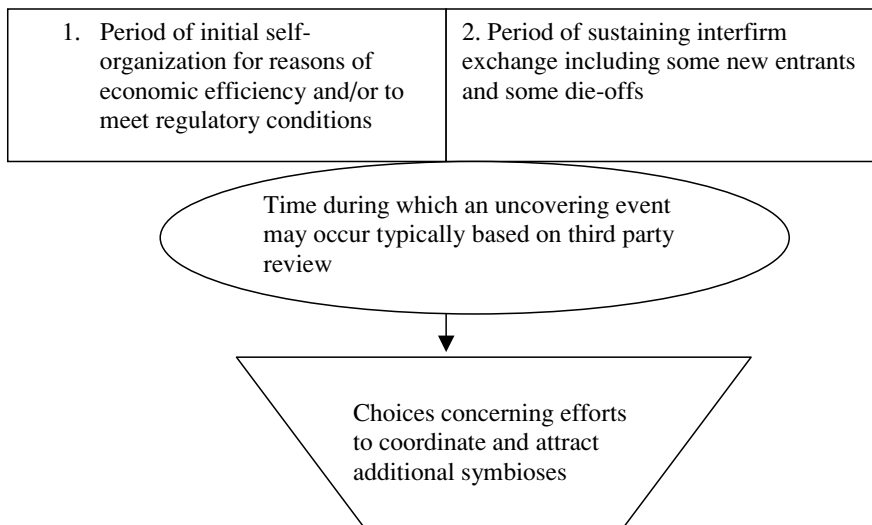 1. Period of initial self-
organization for reasons of
economic efficiency and/or to
meet regulatory conditions
2. Period of sustaining interfirm
exchange including some new entrants
and some die-offs
Time during which an uncovering event
may occur typically based on third party
review
Choices concerning efforts
to coordinate and attract
additional symbioses